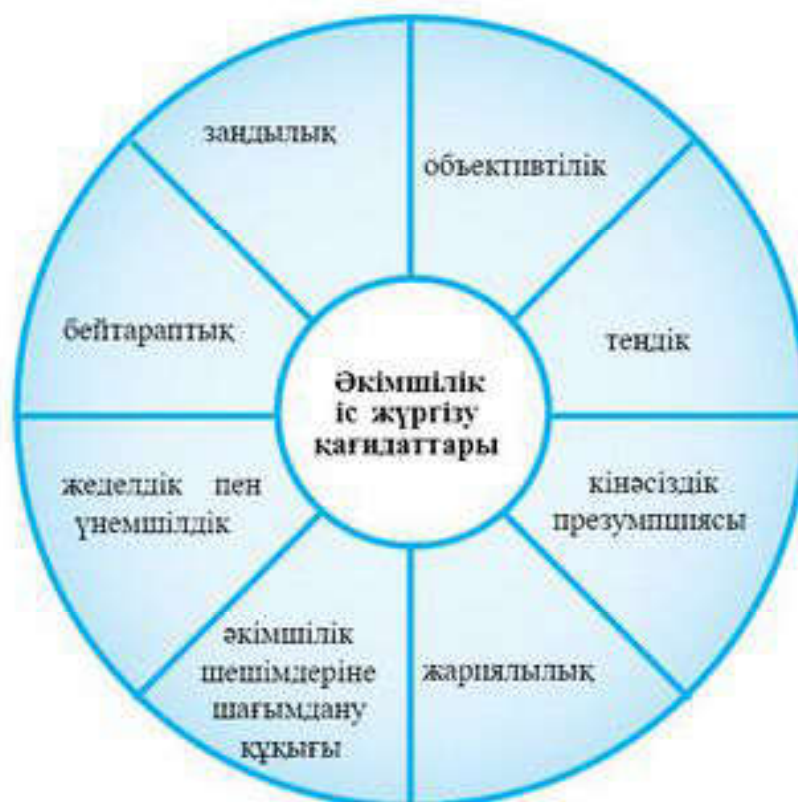 заңдылық
объективтілік
теңдік
кінәсіздік
презумпциясы
жариялылық
әкімшілік
шешімдеріне
шағымдану
құқығы
жеделдік пен
үнемшілдік
бейтараптық
Әкімшілік
іс жүргізу
қағидаттары